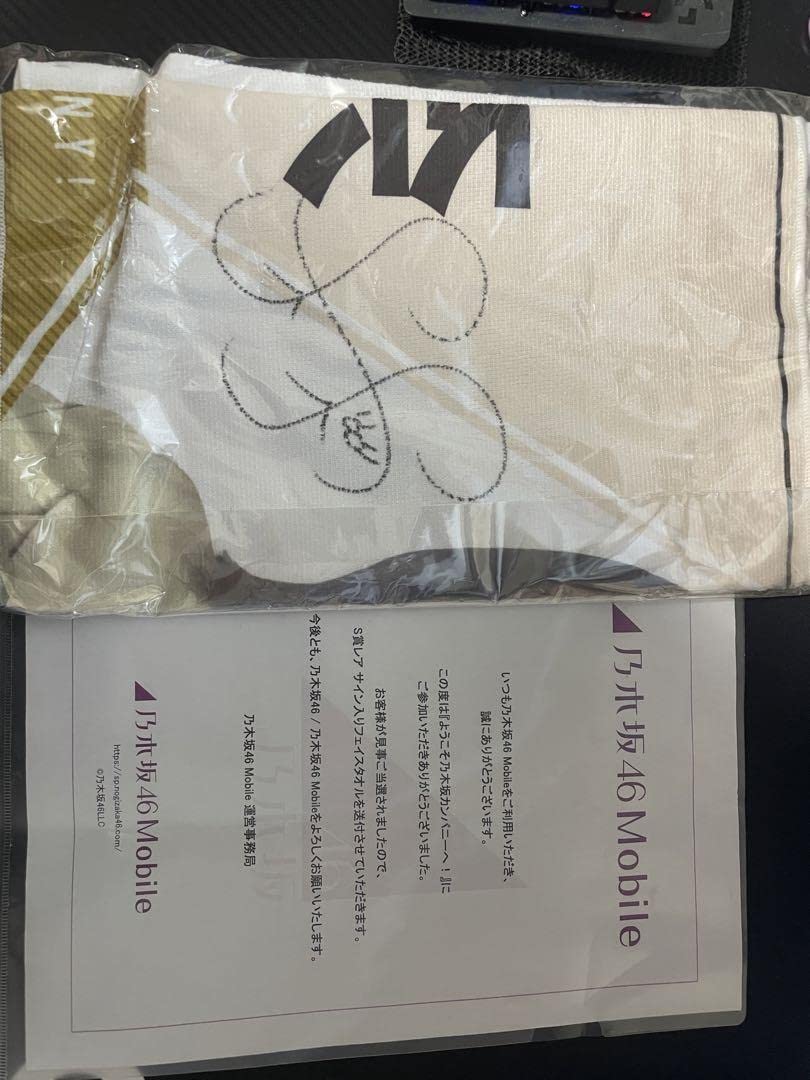 NY!
乃木坂46 Mobile
いつも乃木坂46 Mobileをご利用いただき、
誠にありがとうございます。
この度は『ようこそ乃木坂カンパニーへ！』に
ご参加いただきありがとうございました。
お客様が見事ご当選されましたので、
S賞レア サイン入りフェイスタオルを送付させていただきます。
今後とも、乃木坂46 / 乃木坂46 Mobileをよろしくお願いいたします。
乃木坂46 Mobile 運営事務局
乃木坂46 Mobile
https://sp.nogizaka46.com/
©乃木坂46LLC